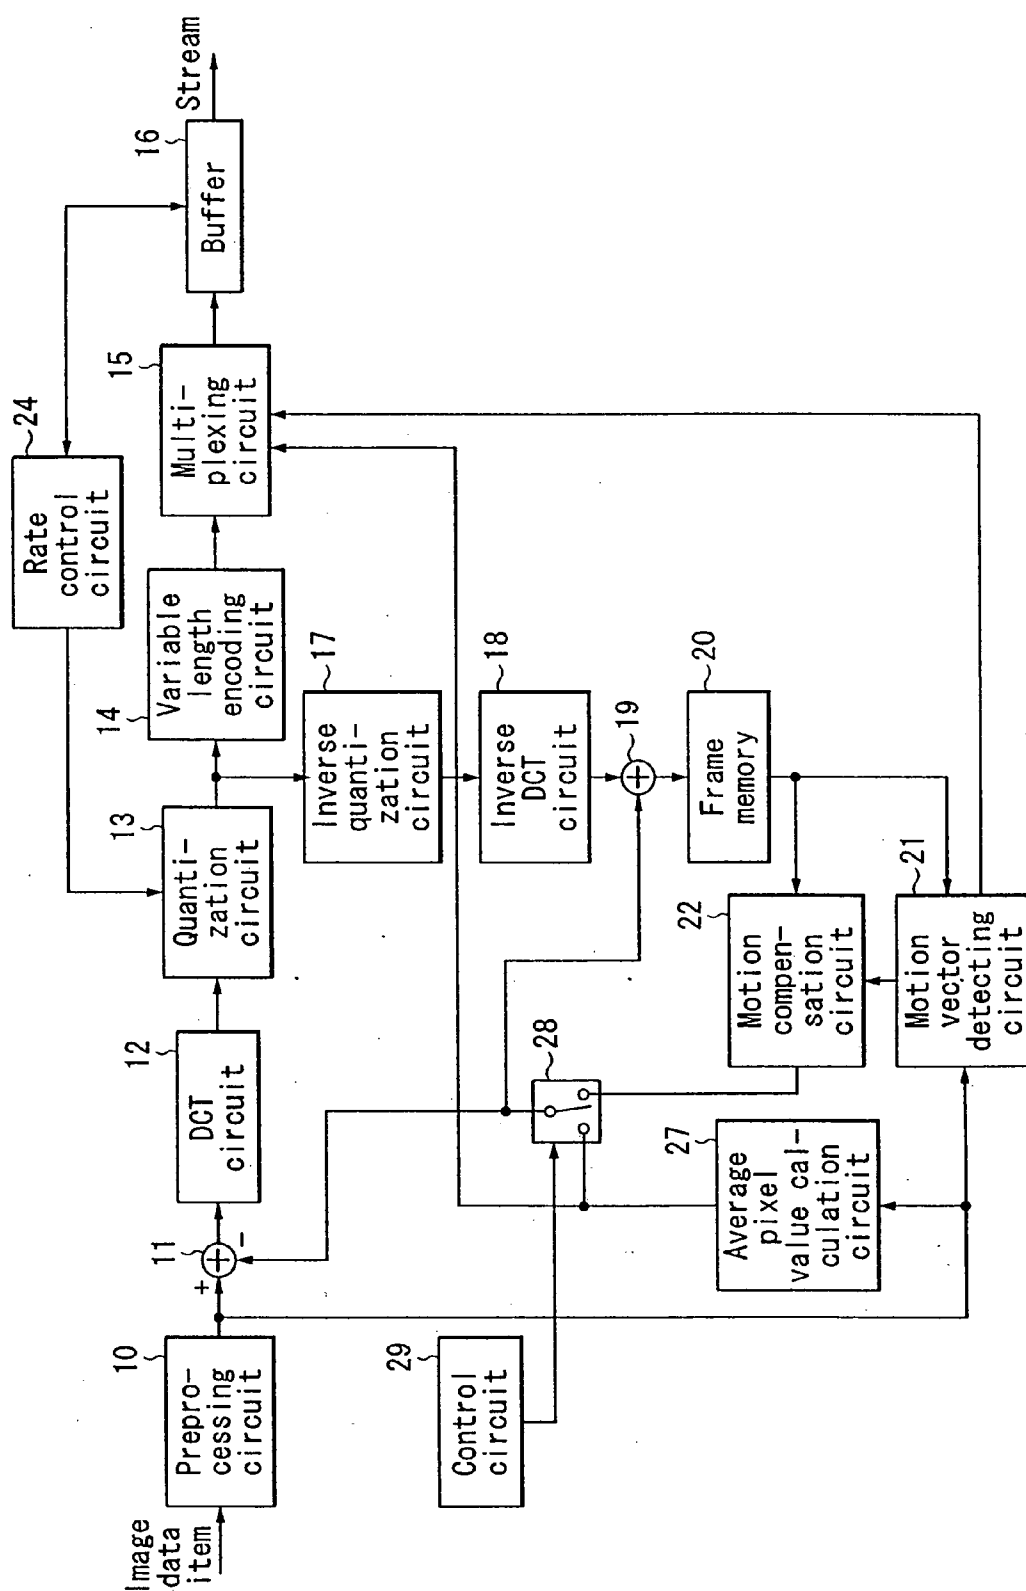 Image
data
item
10
Prepro-
cessing
circuit
+
11
-
12
DCT
circuit
13
Quanti-
zation
circuit
14
Variable
length
encoding
circuit
24
Rate
control
circuit
15
Multi-
plexing
circuit
16
Buffer
Stream
17
Inverse
quanti-
zation
circuit
18
Inverse
DCT
circuit
19
20
Frame
memory
29
Control
circuit
28
22
Motion
compen-
sation
circuit
27
Average
pixel
value cal-
culation
circuit
21
Motion
vector
detecting
circuit